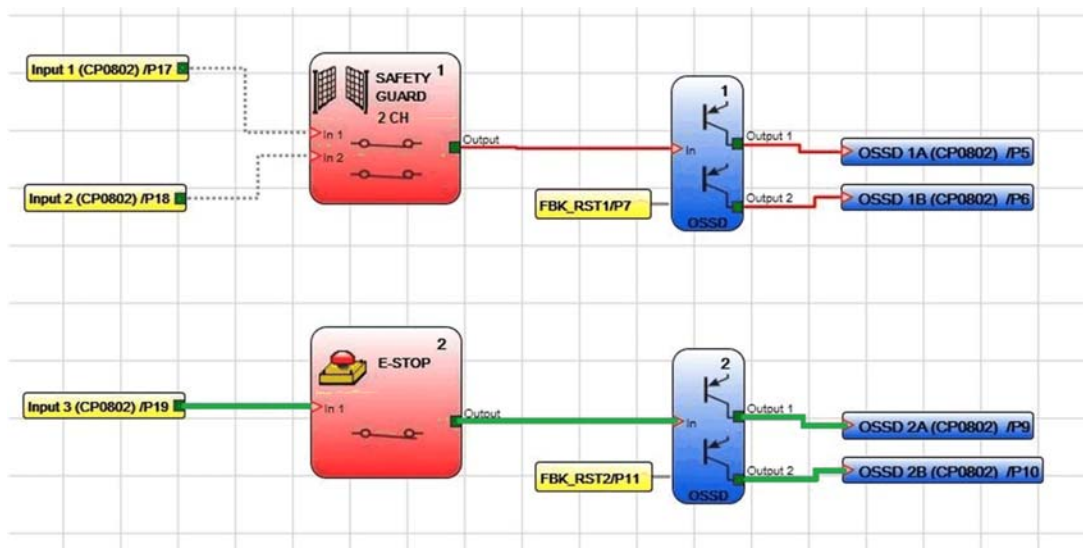 Input 1 (CP0802) /P17
Input 2 (CP0802) /P18
1
SAFETY
GUARD
2 CH
In 1
In 2
Output
FBK_RST1/P7
1
In
Output 1
Output 2
OSSD
OSSD 1A (CP0802) /P5
OSSD 1B (CP0802) /P6
Input 3 (CP0802) /P19
2
E-STOP
In 1
Output
FBK_RST2/P11
2
In
Output 1
Output 2
OSSD
OSSD 2A (CP0802) /P9
OSSD 2B (CP0802) /P10